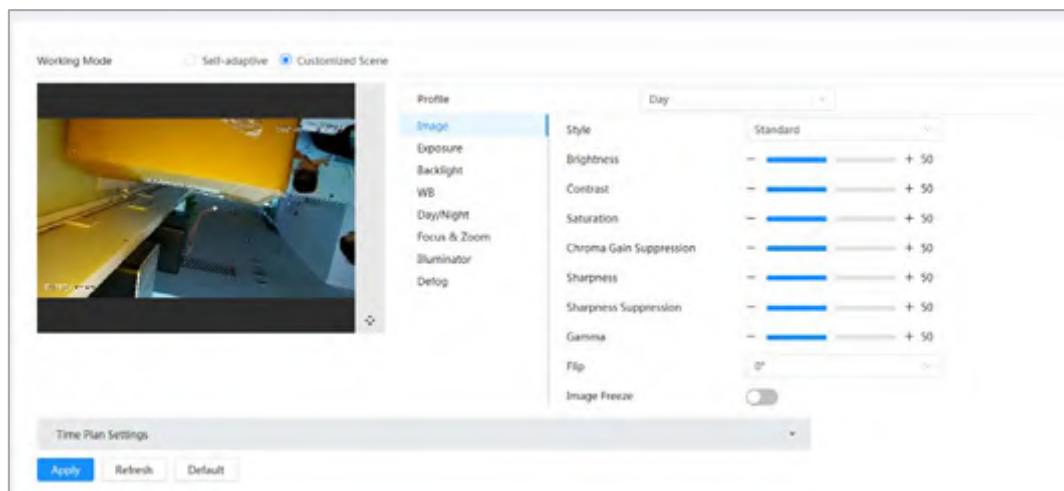 Working Mode Self-adaptive Customized Scene
Profile Day
Image
Exposure
Backlight
WB
Day/Night
Focus & Zoom
Illuminator
Defog
Style Standard
Brightness - + 50
Contrast - + 50
Saturation - + 50
Chroma Gain Suppression - + 50
Sharpness - + 50
Sharpness Suppression - + 50
Gamma - + 50
Flip 0°
Image Freeze
Time Plan Settings
Apply Refresh Default